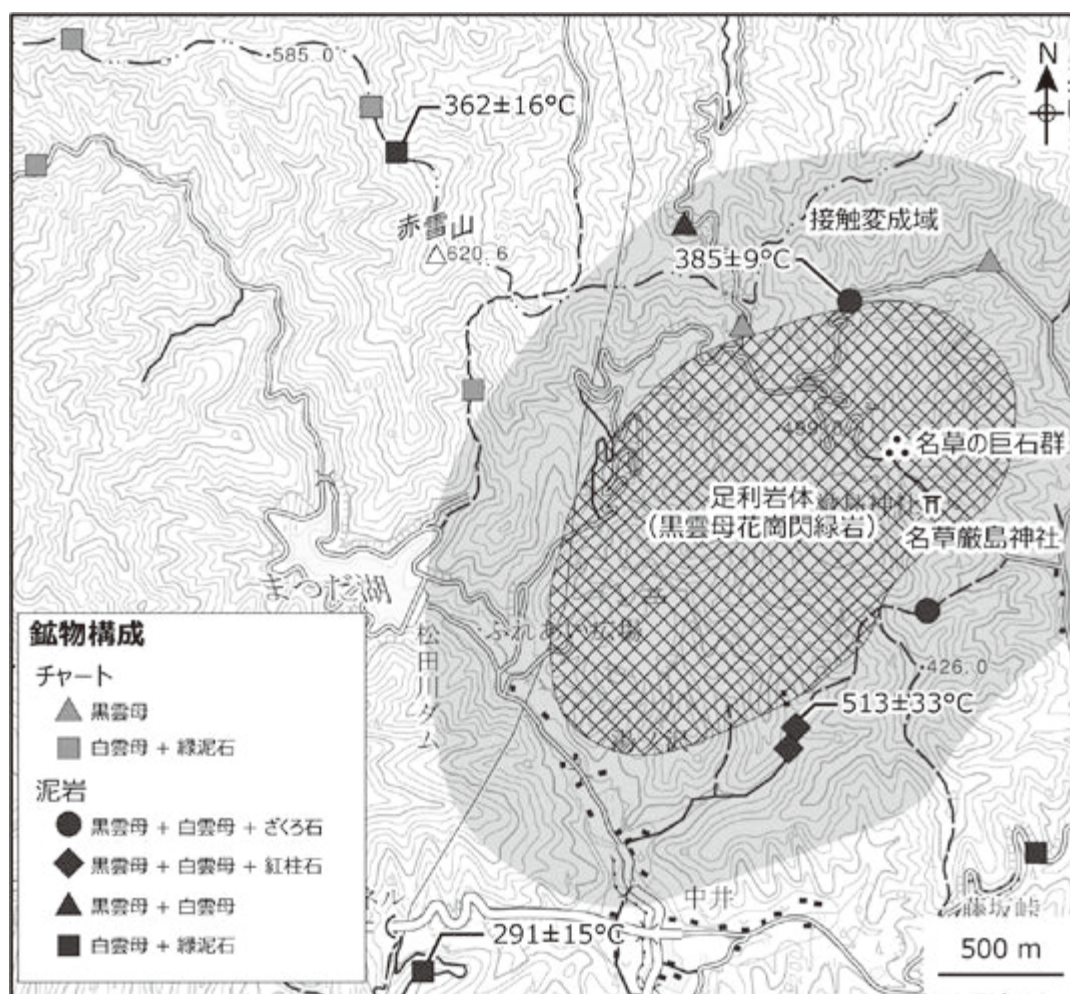 N
・585.0
362±16°C
赤雪山
620.6
接触変成域
385±9°C
名草の巨石群
足利岩体
（黒雲母花崗閃緑岩）
名草厳島神社
まつだ湖
ふれあい広場
松田川ダム
・426.0
513±33°C
鉱物構成
チャート
黒雲母
白雲母 + 緑泥石
泥岩
黒雲母 + 白雲母 + ざくろ石
黒雲母 + 白雲母 + 紅柱石
黒雲母 + 白雲母
白雲母 + 緑泥石
ネル
中井
藤坂峠
291±15°C
500 m